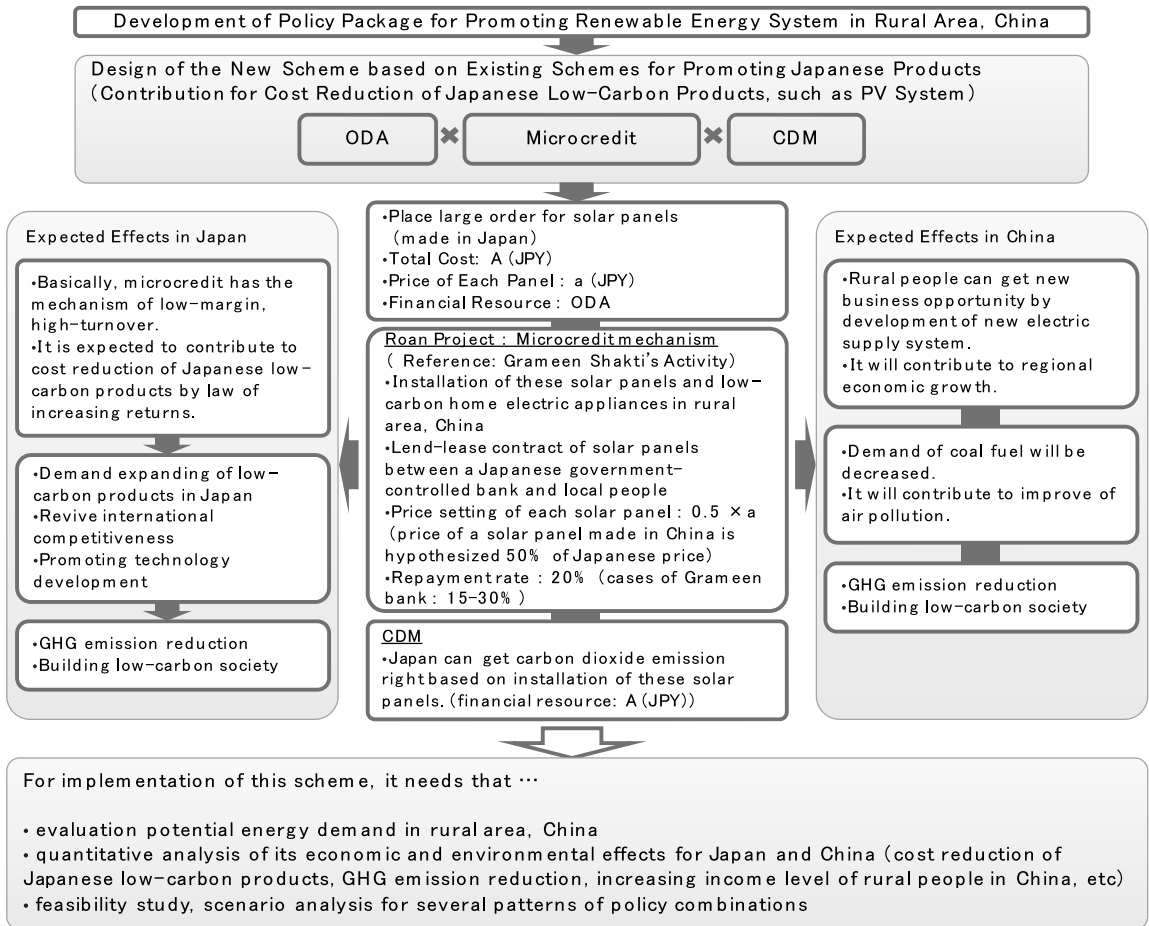 Development of Policy Package for Promoting Renewable Energy System in Rural Area, China
Design of the New Scheme based on Existing Schemes for Promoting Japanese Products
(Contribution for Cost Reduction of Japanese Low-Carbon Products, such as PV System)
ODA × Microcredit × CDM
•Place large order for solar panels
(made in Japan)
•Total Cost: A (JPY)
•Price of Each Panel : a (JPY)
•Financial Resource : ODA
Expected Effects in Japan
•Basically, microcredit has the
mechanism of low-margin,
high-turnover.
•It is expected to contribute to
cost reduction of Japanese low-
carbon products by law of
increasing returns.
•Demand expanding of low-
carbon products in Japan
•Revive international
competitiveness
•Promoting technology
development
•GHG emission reduction
•Building low-carbon society
Roan Project : Microcredit mechanism
( Reference: Grameen Shakti's Activity)
•Installation of these solar panels and low-
carbon home electric appliances in rural
area, China
•Lend-lease contract of solar panels
between a Japanese government-
controlled bank and local people
•Price setting of each solar panel : 0.5 × a
(price of a solar panel made in China is
hypothesized 50% of Japanese price)
•Repayment rate : 20% (cases of Grameen
bank : 15-30% )
CDM
•Japan can get carbon dioxide emission
right based on installation of these solar
panels. (financial resource: A (JPY))
Expected Effects in China
•Rural people can get new
business opportunity by
development of new electric
supply system.
•It will contribute to regional
economic growth.
•Demand of coal fuel will be
decreased.
•It will contribute to improve of
air pollution.
•GHG emission reduction
•Building low-carbon society
For implementation of this scheme, it needs that …
• evaluation potential energy demand in rural area, China
• quantitative analysis of its economic and environmental effects for Japan and China (cost reduction of
Japanese low-carbon products, GHG emission reduction, increasing income level of rural people in China, etc)
• feasibility study, scenario analysis for several patterns of policy combinations